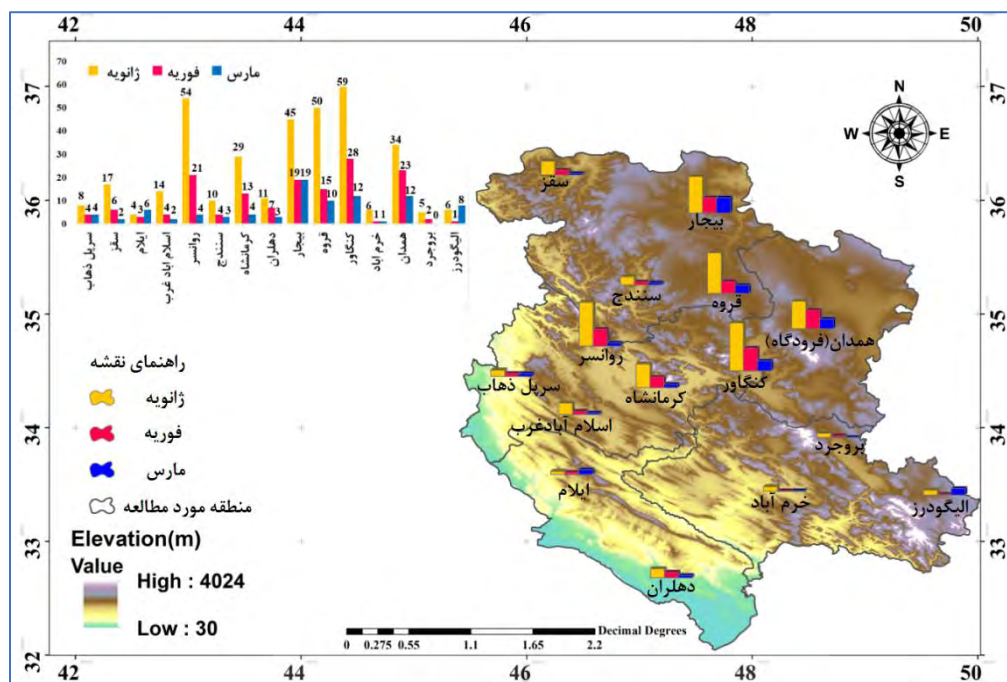 42 44 46 48 50
37
36
35
34
33
32
37
36
35
34
33
32
42 44 46 48 50
ژانویه فوریه مارس
70
60
50
40
30
20
10
0
8 4 4
17 6 2
4 3 6
14 4 2
54 21 4
10 4 3
29 13 4
11 7 3
45 19 19
50 15 10
59 28 12
6 1 1
34 23 12
5 2 0
6 1 8
سرپل ذهاب
سقز
ایلام
اسلام آباد غرب
روانسر
سنندج
کرمانشاه
دهلران
بیجار
قروه
کنگاور
خرم آباد
همدان
بروجرد
الیگودرز
N
W E
S
سقز
بیجار
سنندج
قروه
همدان(فرودگاه)
روانسر
کنگاور
کرمانشاه
سرپل ذهاب
اسلام آبادغرب
بروجرد
ایلام
خرم آباد
الیگودرز
دهلران
راهنمای نقشه
ژانویه
فوریه
مارس
منطقه مورد مطالعه
Elevation(m)
Value
High : 4024
Low : 30
Decimal Degrees
0 0.275 0.55 1.1 1.65 2.2